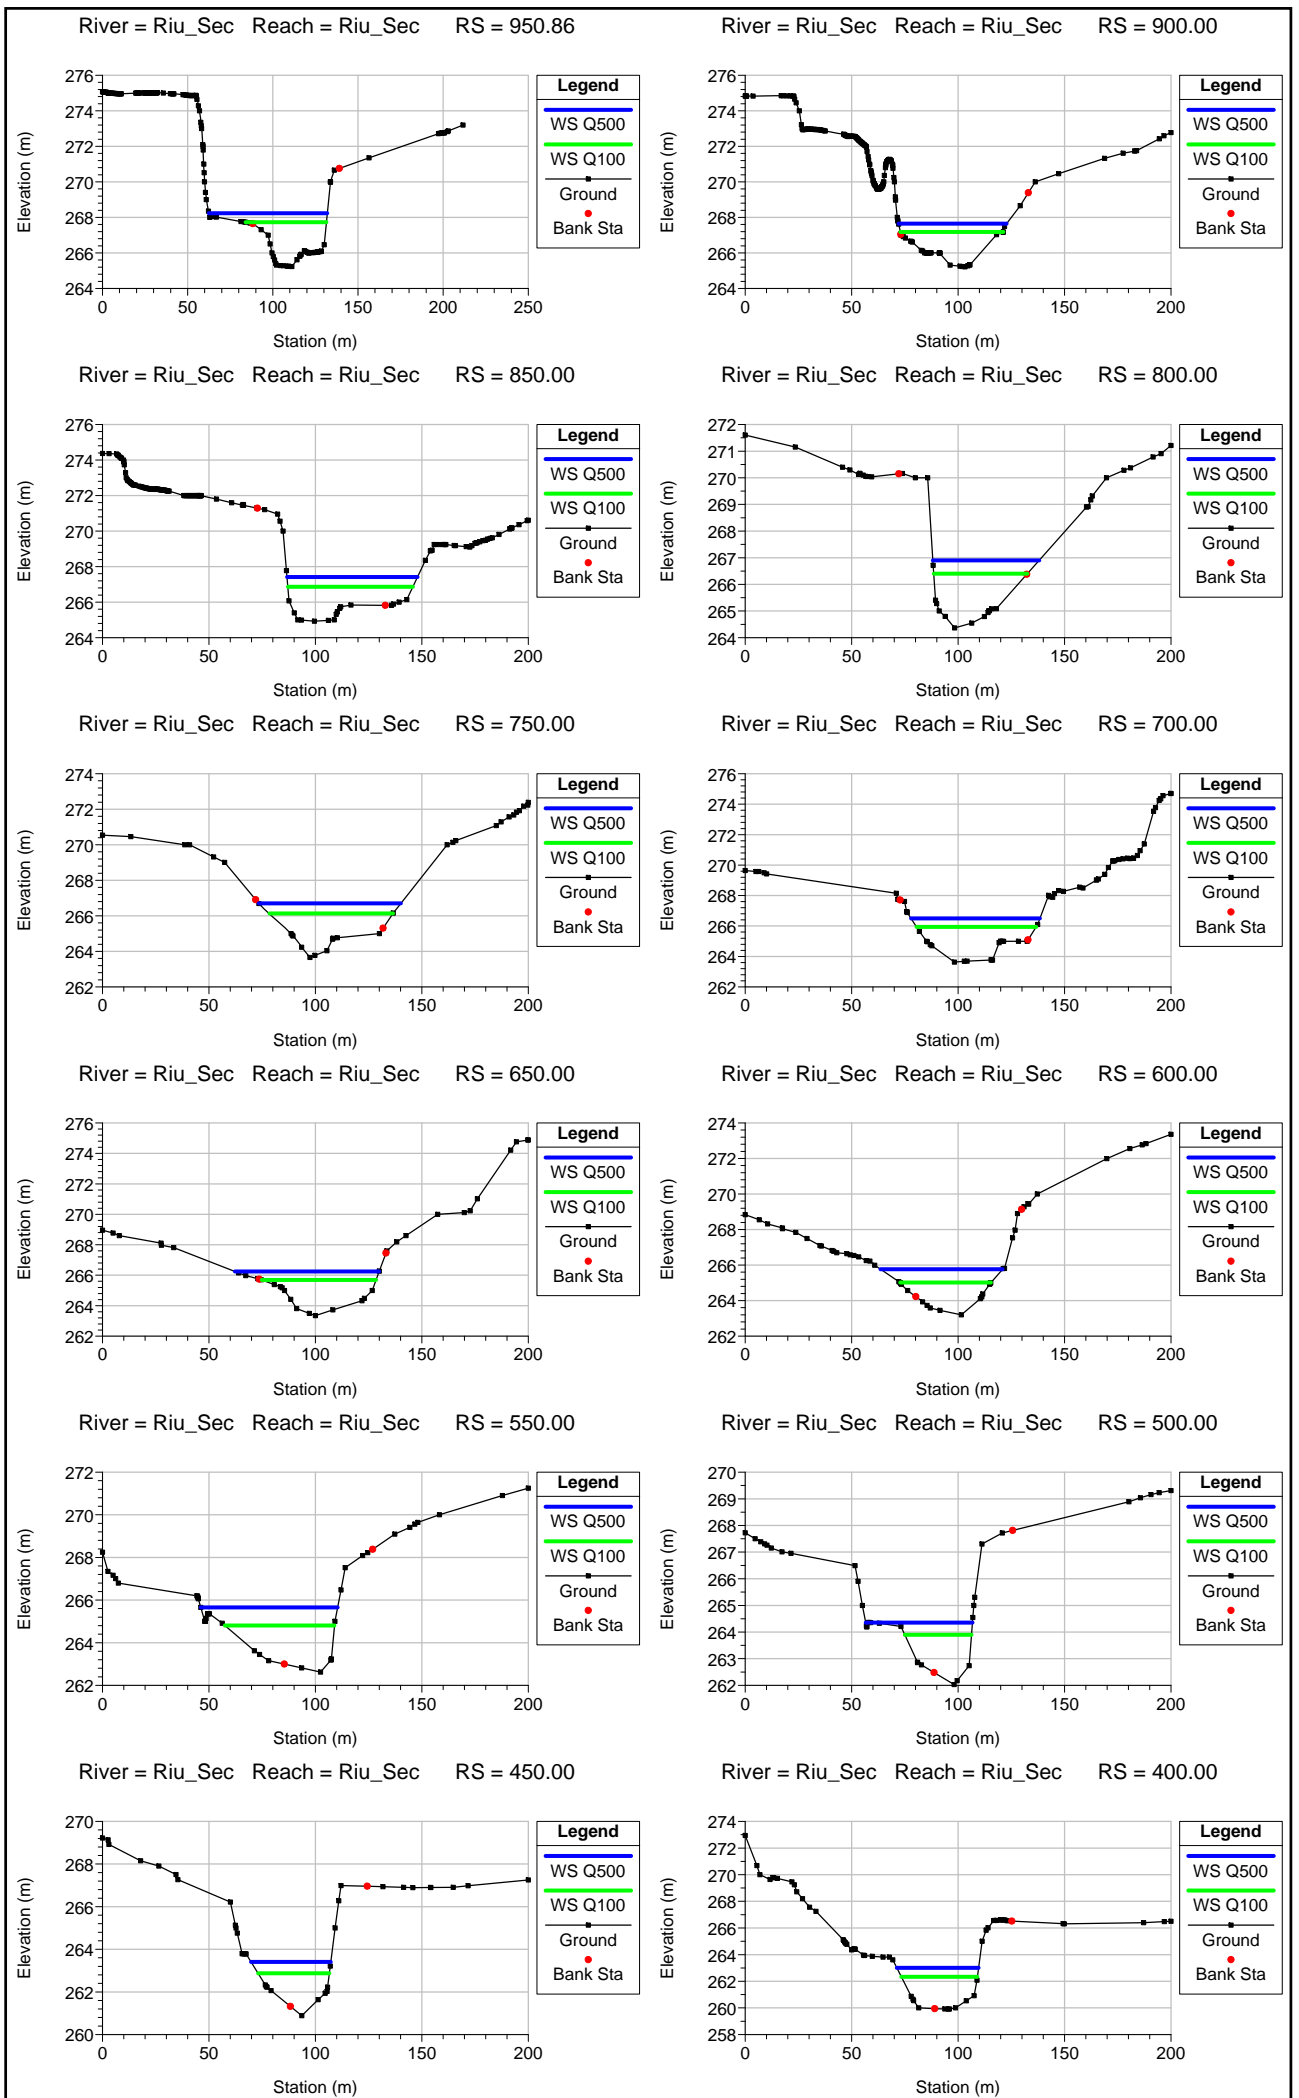 River = Riu_Sec Reach = Riu_Sec RS = 950.86
276
274
272
270
268
266
264
0 50 100 150 200 250
Elevation (m)
Station (m)
Legend
WS Q500
WS Q100
Ground
Bank Sta
River = Riu_Sec Reach = Riu_Sec RS = 900.00
276
274
272
270
268
266
264
0 50 100 150 200
Elevation (m)
Station (m)
Legend
WS Q500
WS Q100
Ground
Bank Sta
River = Riu_Sec Reach = Riu_Sec RS = 850.00
276
274
272
270
268
266
264
0 50 100 150 200
Elevation (m)
Station (m)
Legend
WS Q500
WS Q100
Ground
Bank Sta
River = Riu_Sec Reach = Riu_Sec RS = 800.00
272
271
270
269
268
267
266
265
264
0 50 100 150 200
Elevation (m)
Station (m)
Legend
WS Q500
WS Q100
Ground
Bank Sta
River = Riu_Sec Reach = Riu_Sec RS = 750.00
274
272
270
268
266
264
262
0 50 100 150 200
Elevation (m)
Station (m)
Legend
WS Q500
WS Q100
Ground
Bank Sta
River = Riu_Sec Reach = Riu_Sec RS = 700.00
276
274
272
270
268
266
264
262
0 50 100 150 200
Elevation (m)
Station (m)
Legend
WS Q500
WS Q100
Ground
Bank Sta
River = Riu_Sec Reach = Riu_Sec RS = 650.00
276
274
272
270
268
266
264
262
0 50 100 150 200
Elevation (m)
Station (m)
Legend
WS Q500
WS Q100
Ground
Bank Sta
River = Riu_Sec Reach = Riu_Sec RS = 600.00
274
272
270
268
266
264
262
0 50 100 150 200
Elevation (m)
Station (m)
Legend
WS Q500
WS Q100
Ground
Bank Sta
River = Riu_Sec Reach = Riu_Sec RS = 550.00
272
270
268
266
264
262
0 50 100 150 200
Elevation (m)
Station (m)
Legend
WS Q500
WS Q100
Ground
Bank Sta
River = Riu_Sec Reach = Riu_Sec RS = 500.00
270
269
268
267
266
265
264
263
262
0 50 100 150 200
Elevation (m)
Station (m)
Legend
WS Q500
WS Q100
Ground
Bank Sta
River = Riu_Sec Reach = Riu_Sec RS = 450.00
270
268
266
264
262
260
0 50 100 150 200
Elevation (m)
Station (m)
Legend
WS Q500
WS Q100
Ground
Bank Sta
River = Riu_Sec Reach = Riu_Sec RS = 400.00
274
272
270
268
266
264
262
260
258
0 50 100 150 200
Elevation (m)
Station (m)
Legend
WS Q500
WS Q100
Ground
Bank Sta